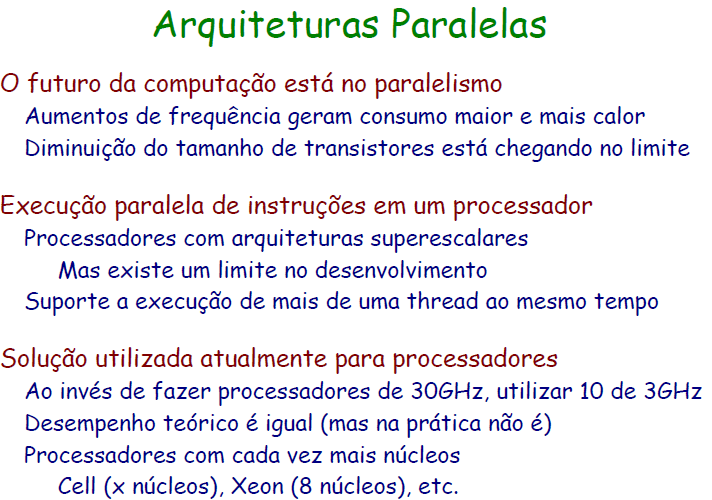 Arquiteturas Paralelas
O futuro da computação está no paralelismo
Aumentos de frequência geram consumo maior e mais calor
Diminuição do tamanho de transistores está chegando no limite
Execução paralela de instruções em um processador
Processadores com arquiteturas superescalares
Mas existe um limite no desenvolvimento
Suporte a execução de mais de uma thread ao mesmo tempo
Solução utilizada atualmente para processadores
Ao invés de fazer processadores de 30GHz, utilizar 10 de 3GHz
Desempenho teórico é igual (mas na prática não é)
Processadores com cada vez mais núcleos
Cell (x núcleos), Xeon (8 núcleos), etc.